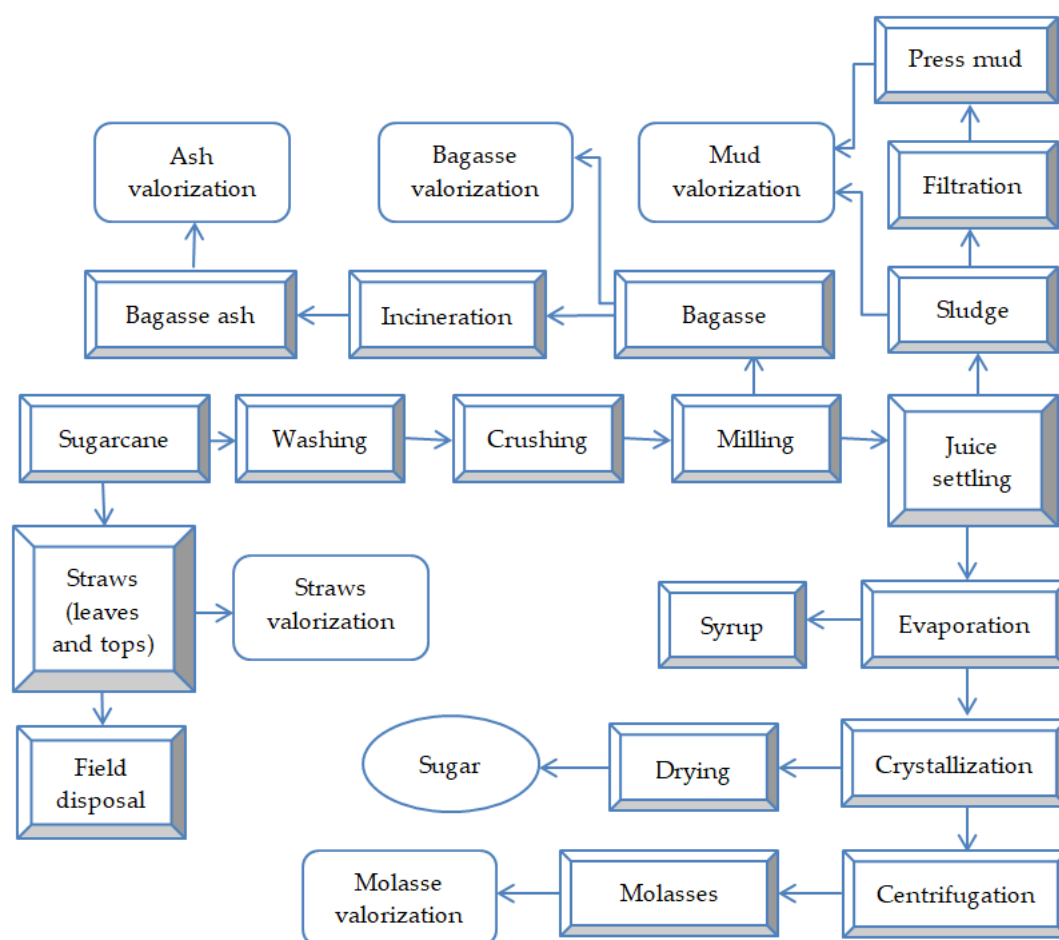 Press mud
Ash
valorization
Bagasse
valorization
Mud
valorization
Filtration
Bagasse ash
Incineration
Bagasse
Sludge
Sugarcane
Washing
Crushing
Milling
Juice
settling
Straws
(leaves
and tops)
Straws
valorization
Syrup
Evaporation
Field
disposal
Sugar
Drying
Crystallization
Molasse
valorization
Molasses
Centrifugation